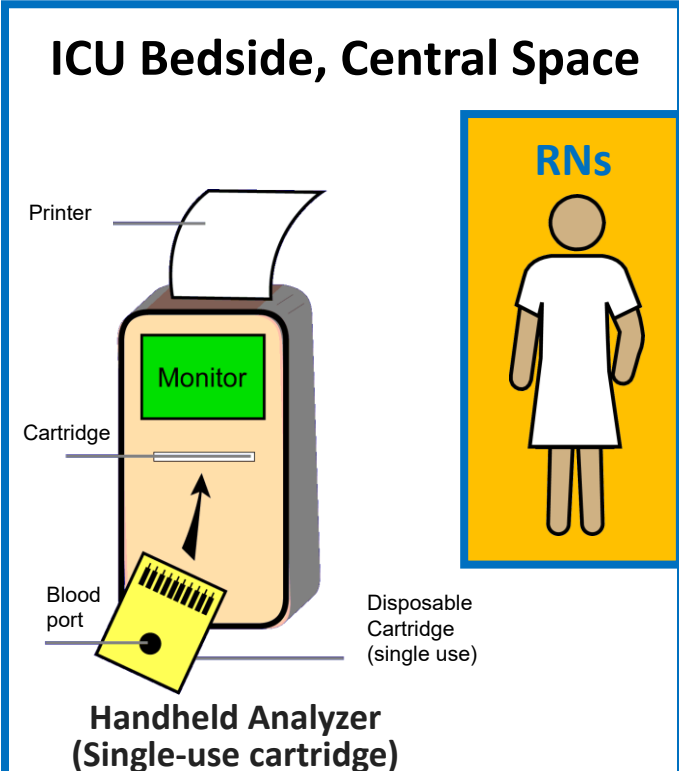 ICU Bedside, Central Space
RNs
Printer
Monitor
Cartridge
Blood
port
Disposable
Cartridge
(single use)
Handheld Analyzer
(Single-use cartridge)